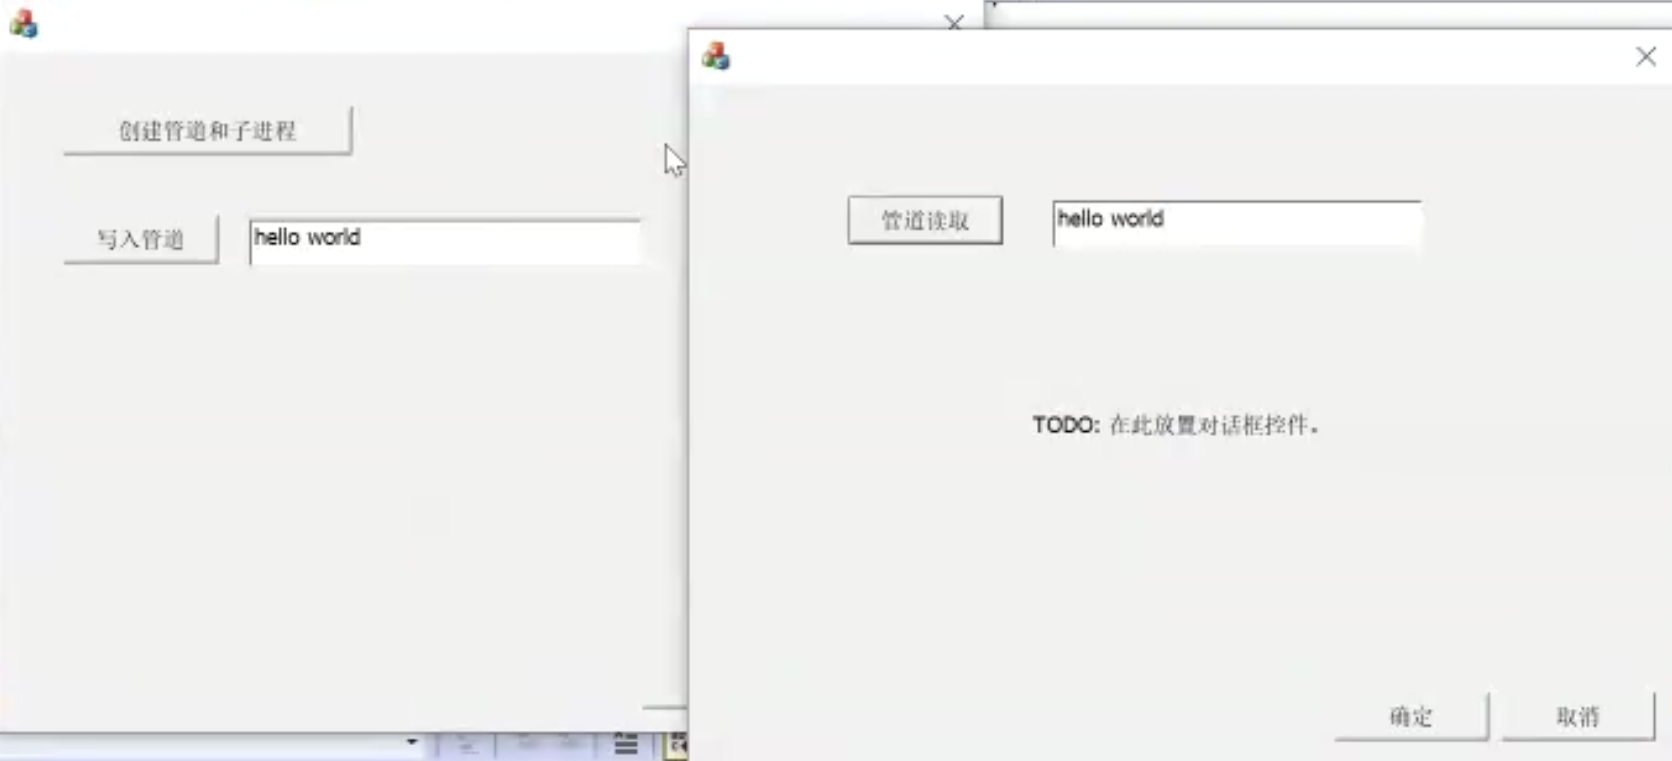 创建管道和子进程
写入管道
hello world
管道读取
hello world
TODO: 在此放置对话框控件。
确定
取消